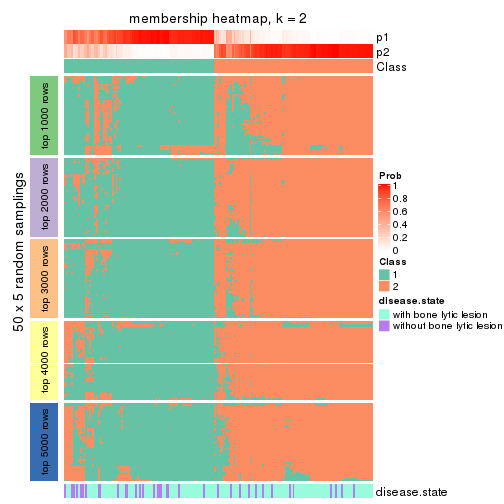 membership heatmap, k = 2
p1
p2
Class
50 x 5 random samplings
top 1000 rows
top 2000 rows
top 3000 rows
top 4000 rows
top 5000 rows
Prob
1
0.8
0.6
0.4
0.2
0
Class
1
2
disease.state
with bone lytic lesion
without bone lytic lesion
disease.state